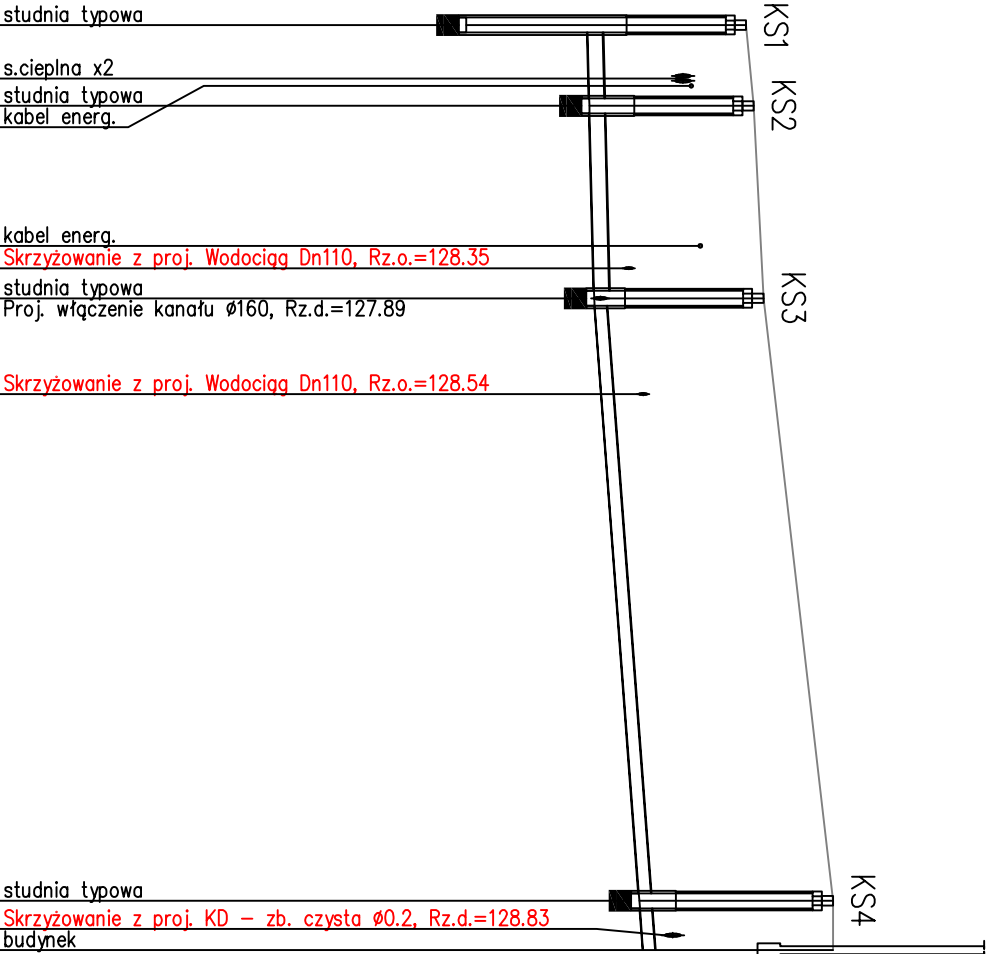 studnia typowa
KS1
s.cieplna x2
studnia typowa
KS2
kabel energ.
kabel energ.
Skrzyżowanie z proj. Wodociąg Dn110, Rz.o.=128.35
studnia typowa
KS3
Proj. włączenie kanału ø160, Rz.d.=127.89
Skrzyżowanie z proj. Wodociąg Dn110, Rz.o.=128.54
studnia typowa
KS4
Skrzyżowanie z proj. KD – zb. czysta ø0.2, Rz.d.=128.83
budynek